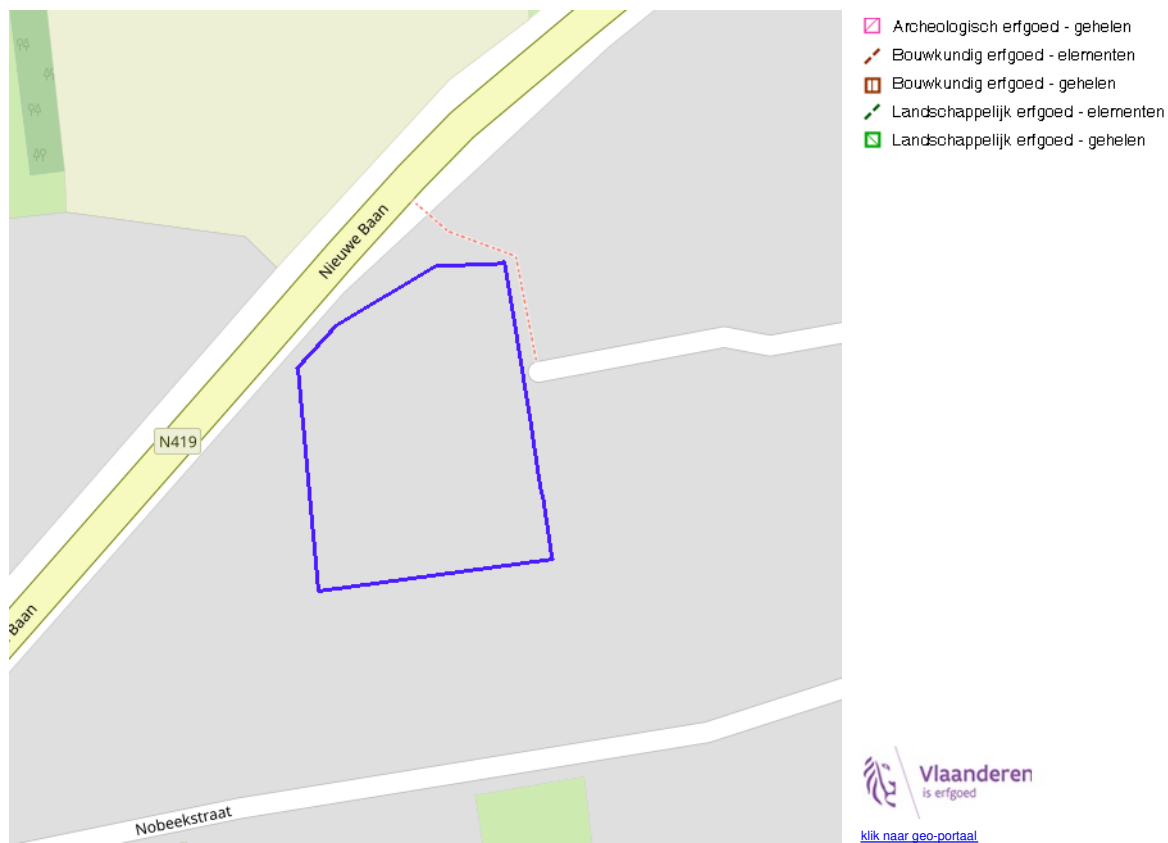 Archeologisch erfgoed - gehelen
Bouwkundig erfgoed - elementen
Bouwkundig erfgoed - gehelen
Landschappelijk erfgoed - elementen
Landschappelijk erfgoed - gehelen
Nieuwe Baan
N419
Baan
Nobeekstraat
Vlaanderen
is erfgoed
klik naar geo-portaal